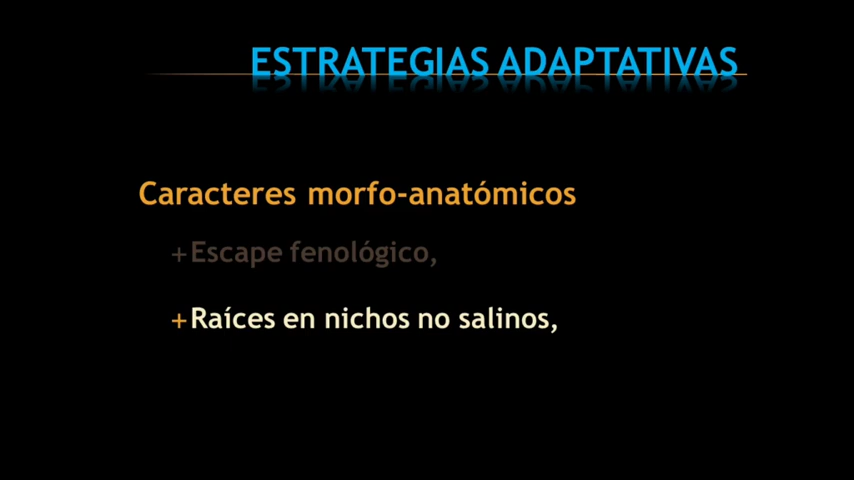 ESTRATEGIAS ADAPTATIVAS
Caracteres morfo-anatómicos
+Escape fenológico,
+Raíces en nichos no salinos,